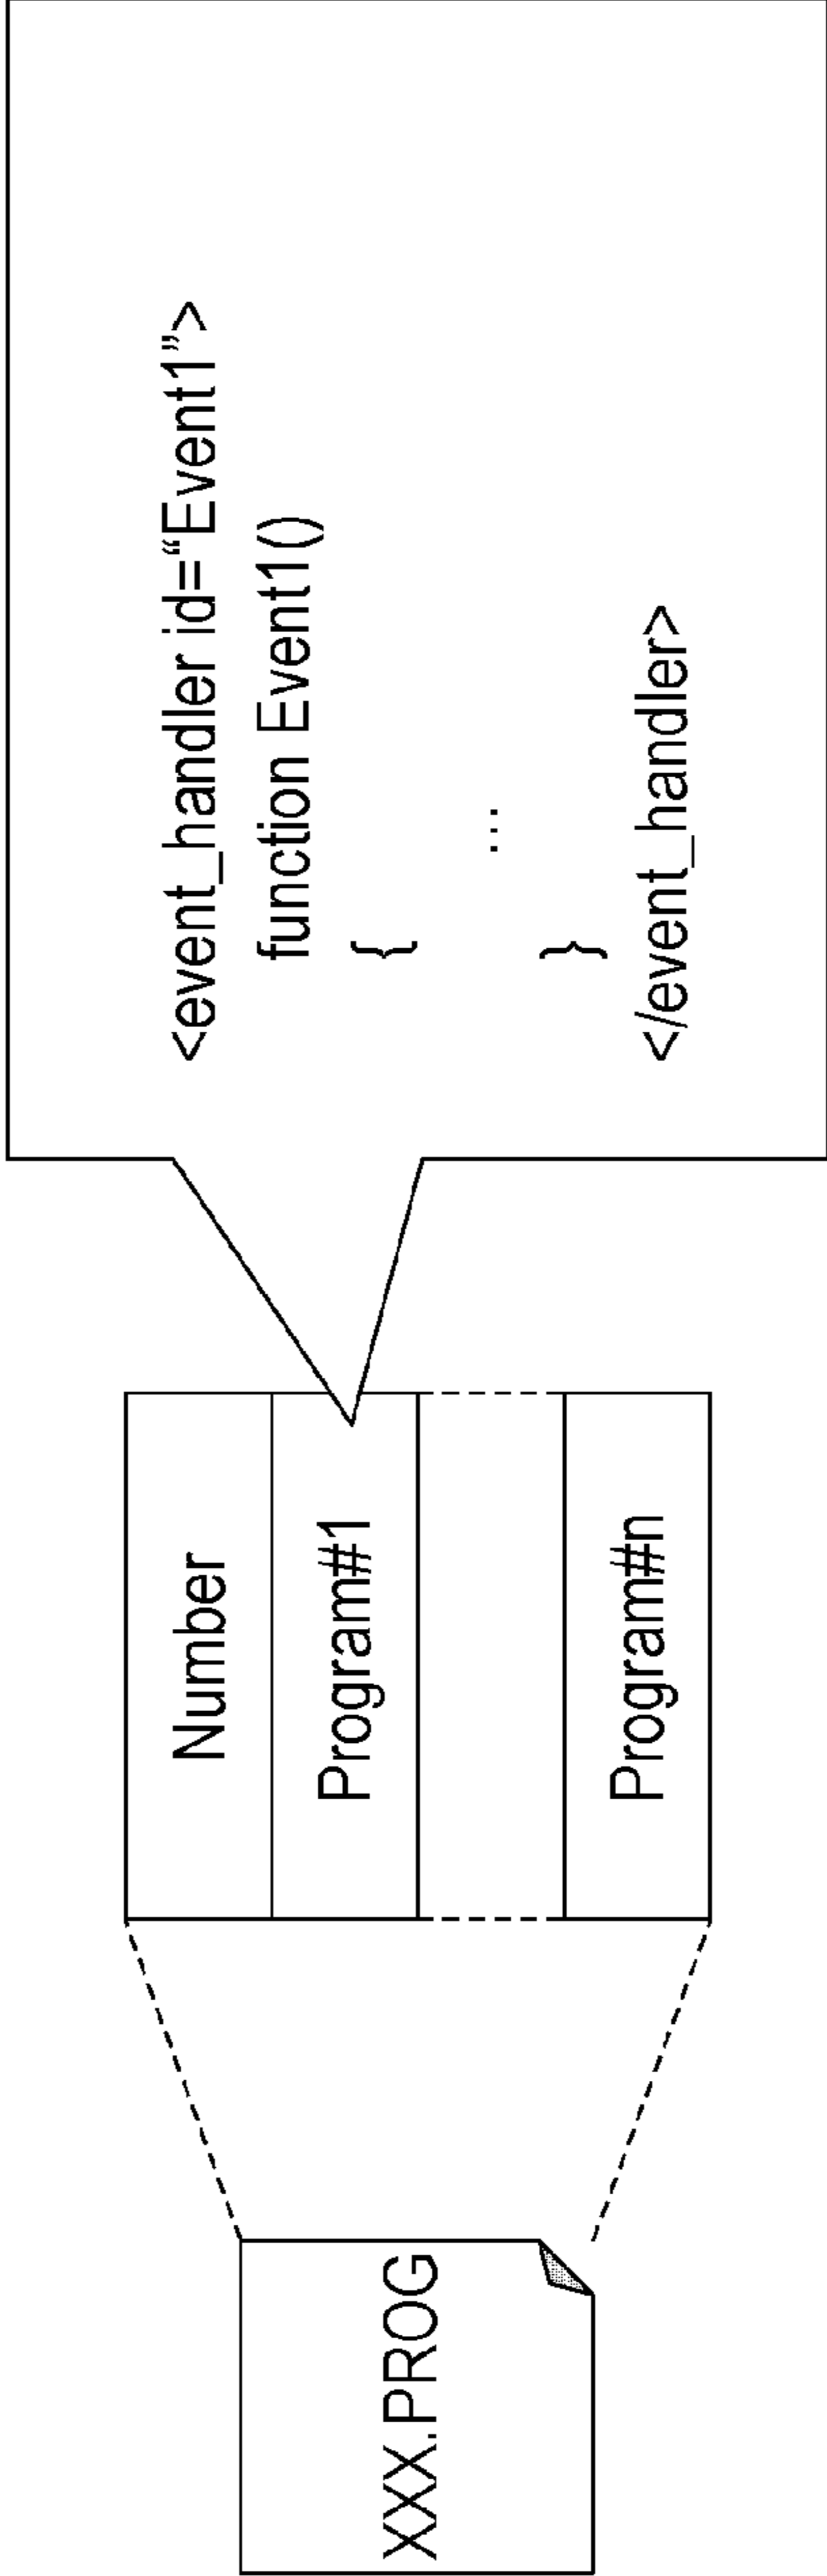 XXX.PROG
Number
Program#1
Program#n
<event_handler id=“Event1”>
function Event1()
{
...
}
</event_handler>